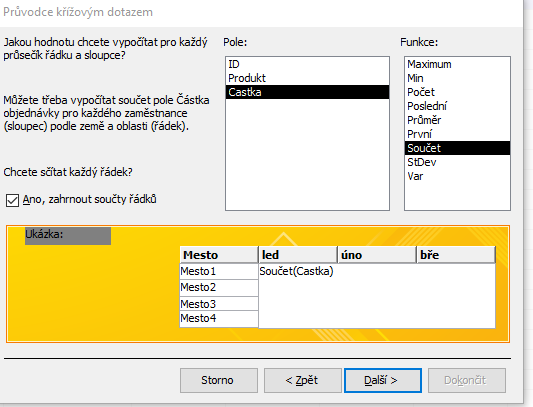 Průvodce křížovým dotazem
Jakou hodnotu chcete vypočítat pro každý
průsečík řádku a sloupce?
Můžete třeba vypočítat součet pole Částka
objednávky pro každého zaměstnance
(sloupec) podle země a oblasti (řádek).
Chcete sčítat každý řádek?
Ano, zahrnout součty řádků
Pole:
ID
Produkt
Castka
Funkce:
Maximum
Min
Počet
Poslední
Průměr
První
Součet
StDev
Var
Ukázka:
Mesto led úno bře
Mesto1 Součet(Castka)
Mesto2
Mesto3
Mesto4
Storno < Zpět Další > Dokončit